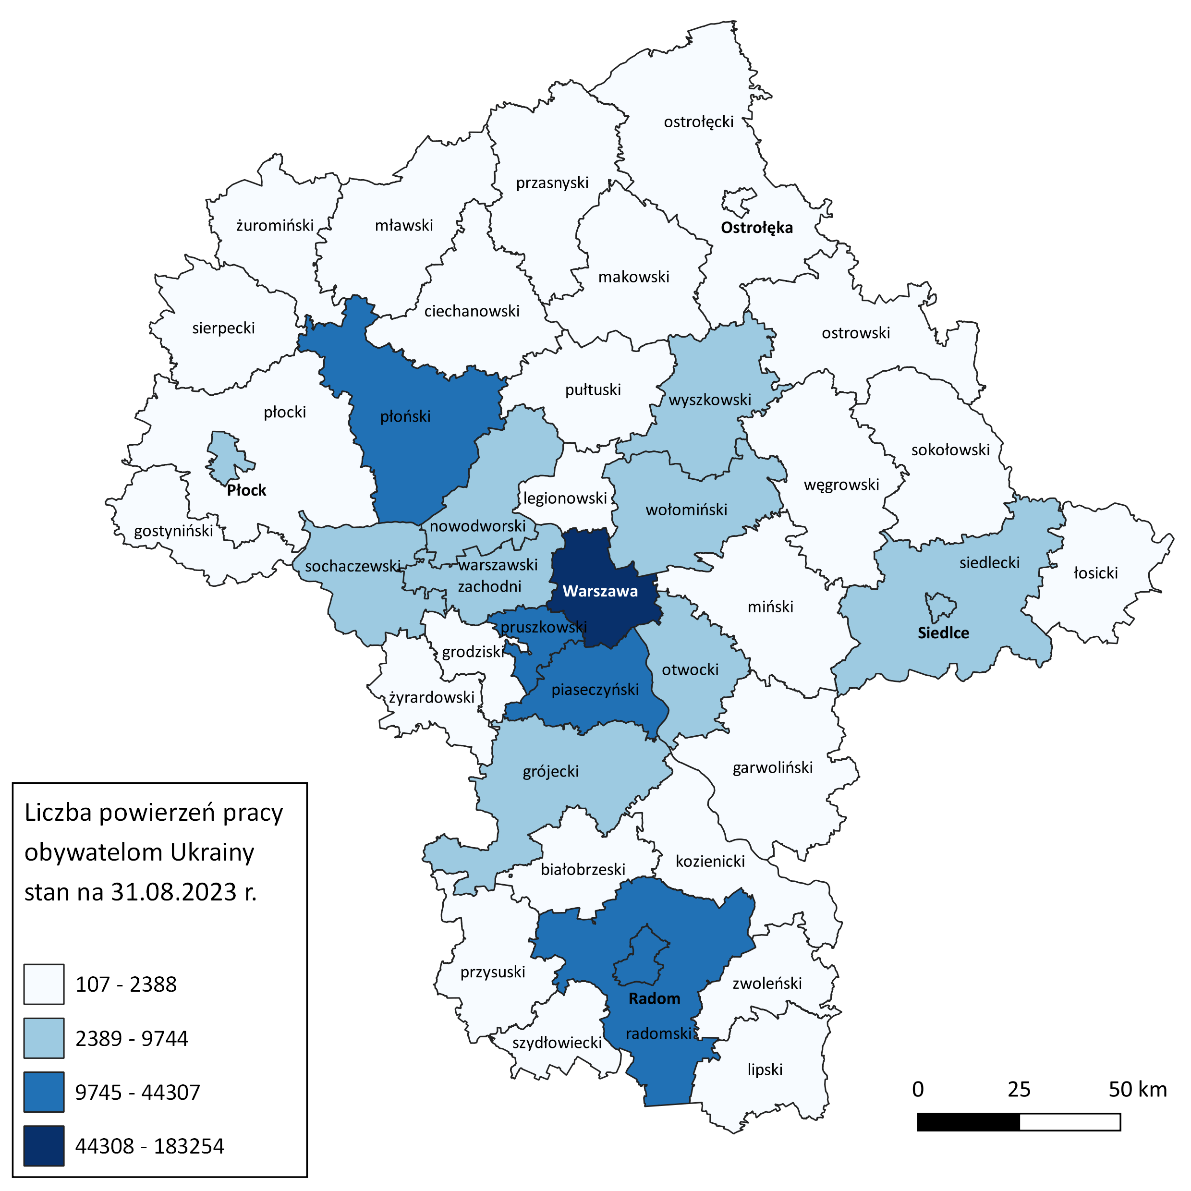 ostrołęcki
przasnyski
żuromiński
mławski
Ostrołęka
makowski
ciechanowski
sierpecki
ostrowski
pułtuski
wyszkowski
płocki
płoński
sokołowski
węgrowski
Płock
legionowski
wołomiński
gostyniński
nowodworski
sochaczewski
warszawski
zachodni
siedlecki
łosicki
Warszawa
miński
Siedlce
pruszkowski
grodziski
otwocki
piaseczyński
żyrardowski
grójecki
garwoliński
białobrzeski
kozienicki
przysuski
zwoleński
Radom
radomski
szydłowiecki
lipski
Liczba powierzeń pracy
obywatelom Ukrainy
stan na 31.08.2023 r.
107 - 2388
2389 - 9744
9745 - 44307
44308 - 183254
0 25 50 km